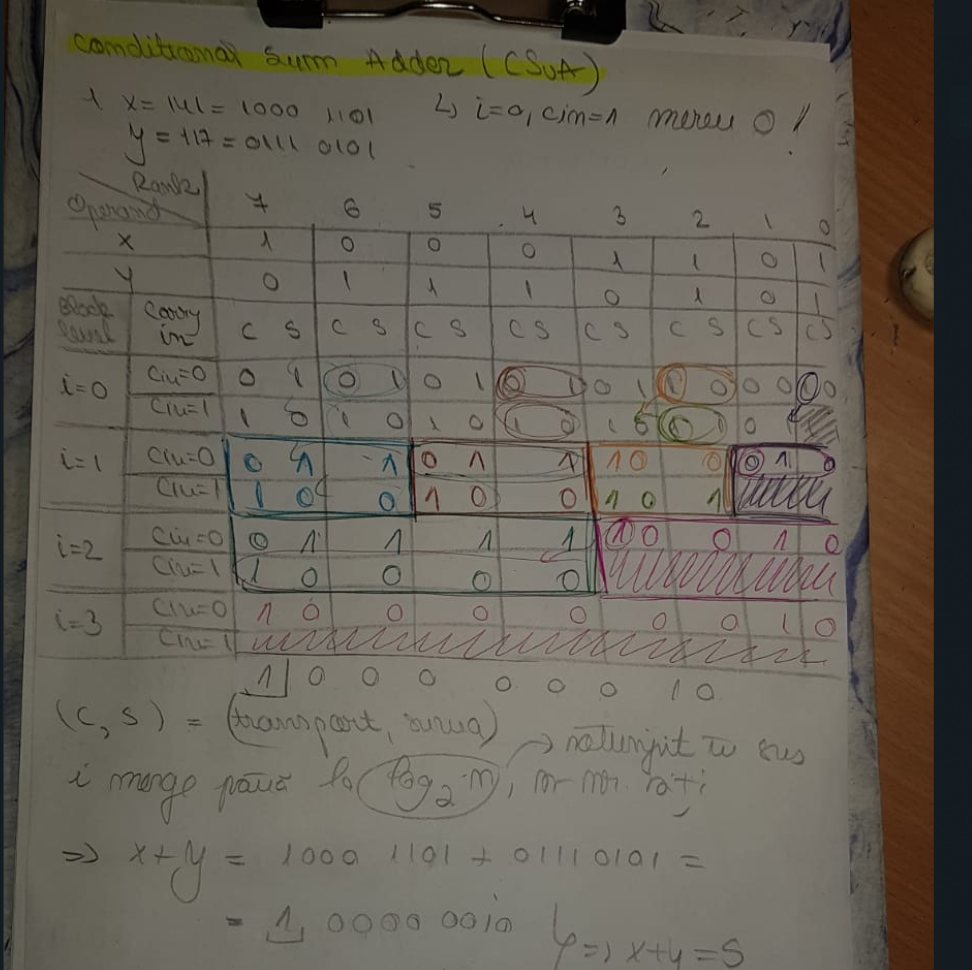 Conditional Sum Adder (CSuA)
1 x = 141 = 1000 1101 ↳ i=0, cin=1 mereu 0 !
y = 117 = 0111 0101
Rank
Operand 7 6 5 4 3 2 1 0
X 1 0 0 0 1 1 0 1
Y 0 1 1 1 0 1 0 1
Block level Carry in C S C S C S C S C S C S C S C S
i=0 Cin=0 0 1 0 1 0 1 0 1 0 1 1 0 0 0 0 0
Cin=1 1 0 1 0 1 0 1 0 1 0 1 1 0 1
i=1 Cin=0 0 1 1 0 1 1 1 0 0 0 1 0
Cin=1 1 0 0 1 0 0 1 0 1
i=2 Cin=0 0 1 1 1 1 1 0 0 1 0
Cin=1 1 0 0 0 0
i=3 Cin=0 1 0 0 0 0 0 0 1 0
Cin=1
1 0 0 0 0 0 0 1 0
(C, S) = (transport, suma) → rotunjit în sus
i merge până la log2 n, n - nr. biți
=> x+y = 1000 1101 + 0111 0101 =
= 1 0000 0010 } => x+y = S